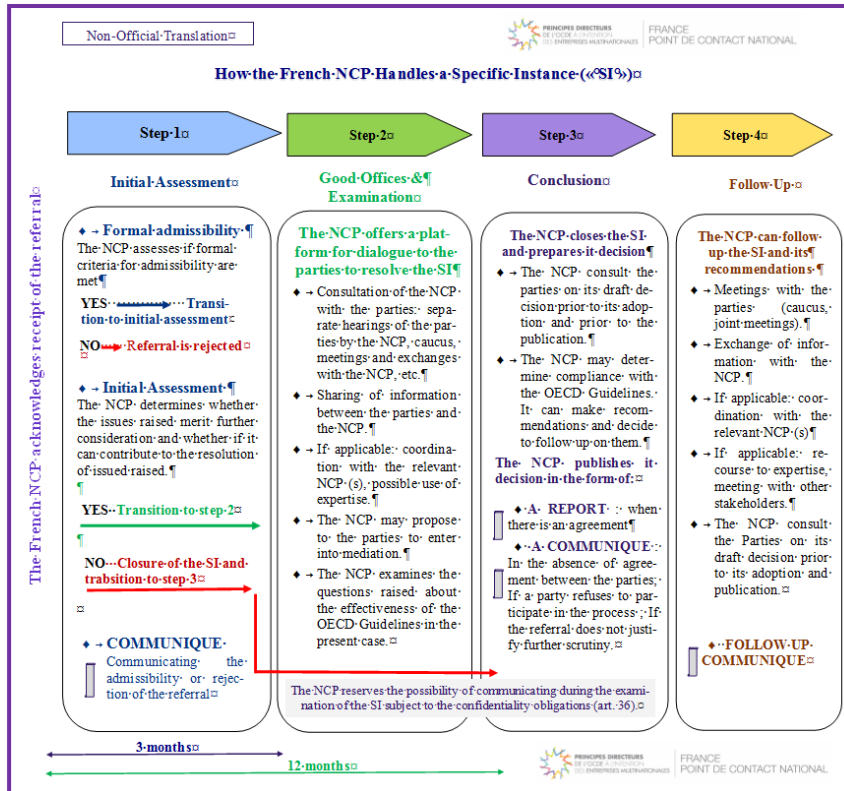 Non-Official·Translation¤
PRINCIPES DIRECTEURS
DE L'OCDE À L'INTENTION
DES ENTREPRISES MULTINATIONALES
FRANCE
POINT DE CONTACT NATIONAL
How·the·French·NCP·Handles·a·Specific·Instance·(«°SI°»)¤
Step·1¤
Step·2¤
Step·3¤
Step·4¤
The·French·NCP·acknowledges·receipt·of·the·referral¤
Initial·Assessment¤
♦→Formal·admissibility·¶
The·NCP·assesses·if·formal·
criteria·for·admissibility·are·
met¶
YES··→···Transi-
tion·to·initial·assessment¤
NO·→·Referral·is·rejected¤
¤
♦→Initial·Assessment·¶
The·NCP·determines·whether·
the·issues·raised·merit·further·
consideration·and·whether·if·it·
can·contribute·to·the·resolution·
of·issued·raised.¶
¶
YES··Transition·to·step·2¤
¶
NO···Closure·of·the·SI·and·
trabsition·to·step·3¤
¤
♦→COMMUNIQUE·
Communicating·the·
admissibility·or·rejec-
tion·of·the·referral¤
Good·Offices·&¶
Examination¤
The·NCP·offers·a·plat-
form·for·dialogue·to·the·
parties·to·resolve·the·SI¶
♦→Consultation·of·the·NCP·
with·the·parties:·sepa-
rate·hearings·of·the·par-
ties·by·the·NCP,·caucus,·
meetings·and·exchanges·
with·the·NCP,·etc.¶
♦→Sharing·of·information·
between·the·parties·and·
the·NCP.¶
♦→If·applicable:·coordina-
tion·with·the·relevant·
NCP·(s),·possible·use·of·
expertise.¶
♦→The·NCP·may·propose·
to·the·parties·to·enter·
into·mediation.¶
♦→The·NCP·examines·the·
questions·raised·about·
the·effectiveness·of·the·
OECD·Guidelines·in·the·
present·case.¤
Conclusion¤
The·NCP·closes·the·SI·
and·prepares·it·decision¶
♦→The·NCP·consult·the·
parties·on·its·draft·de-
cision·prior·to·its·adop-
tion·and·prior·to·the·
publication.¶
♦→The·NCP·may·deter-
mine·compliance·with·
the·OECD·Guidelines.·
It·can·make·recom-
mendations·and·decide·
to·follow·up·on·them.¶
The·NCP·publishes·it·
decision·in·the·form·of:·
♦·A·REPORT·:·when·
there·is·an·agreement¶
♦·A·COMMUNIQUE·:·
In·the·absence·of·agree-
ment·between·the·parties;·
If·a·party·refuses·to·par-
ticipate·in·the·process·;·If·
the·referral·does·not·justi-
fy·further·scrutiny.¤
The·NCP·reserves·the·possibility·of·communicating·during·the·exami-
nation·of·the·SI·subject·to·the·confidentiality·obligations·(art.·36).¤
Follow·Up·¤
The·NCP·can·follow·
up·the·SI·and·its¶
recommendations·¶
♦→Meetings·with·the·
parties·(caucus,·
joint·meetings).¶
♦→Exchange·of·infor-
mation·with·the·
NCP.¶
♦→If·applicable:·coor-
dination·with·the·
relevant·NCP·(s)¶
♦→If·applicable:·re-
course·to·expertise,·
meeting·with·other·
stakeholders.¶
♦→The·NCP·consult·
the·Parties·on·its·
draft·decision·prior·
to·its·adoption·and·
publication.¤
♦··FOLLOW·UP·
COMMUNIQUE¤
3·months¤
12·months¤
PRINCIPES DIRECTEURS
DE L'OCDE À L'INTENTION
DES ENTREPRISES MULTINATIONALES
FRANCE
POINT DE CONTACT NATIONAL